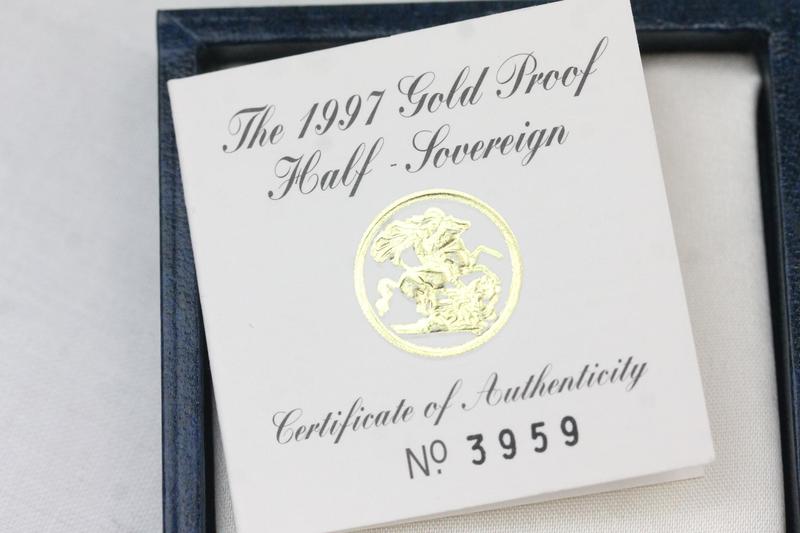 The 1997 Gold Proof
Half - Sovereign
Certificate of Authenticity
No. 3959